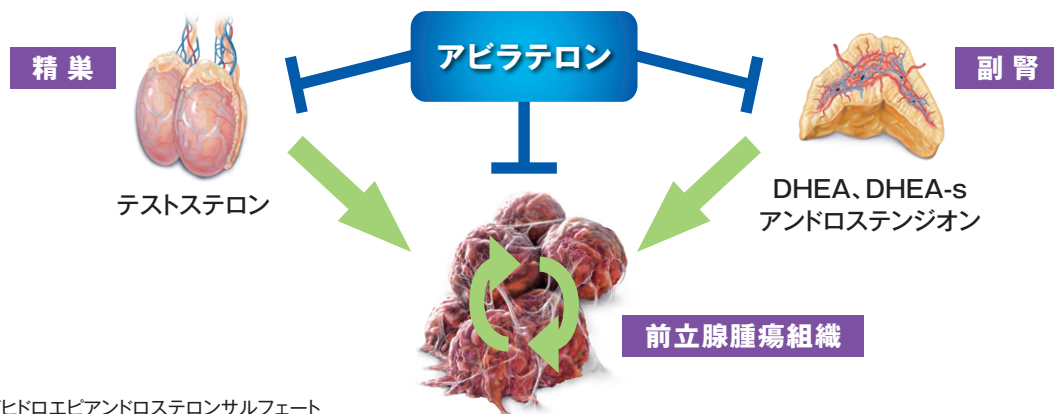 アビラテロン
精巣
副腎
テストステロン
DHEA、DHEA-s
アンドロステンジオン
前立腺腫瘍組織
ヒドロエピアンドロステロンサルフェート